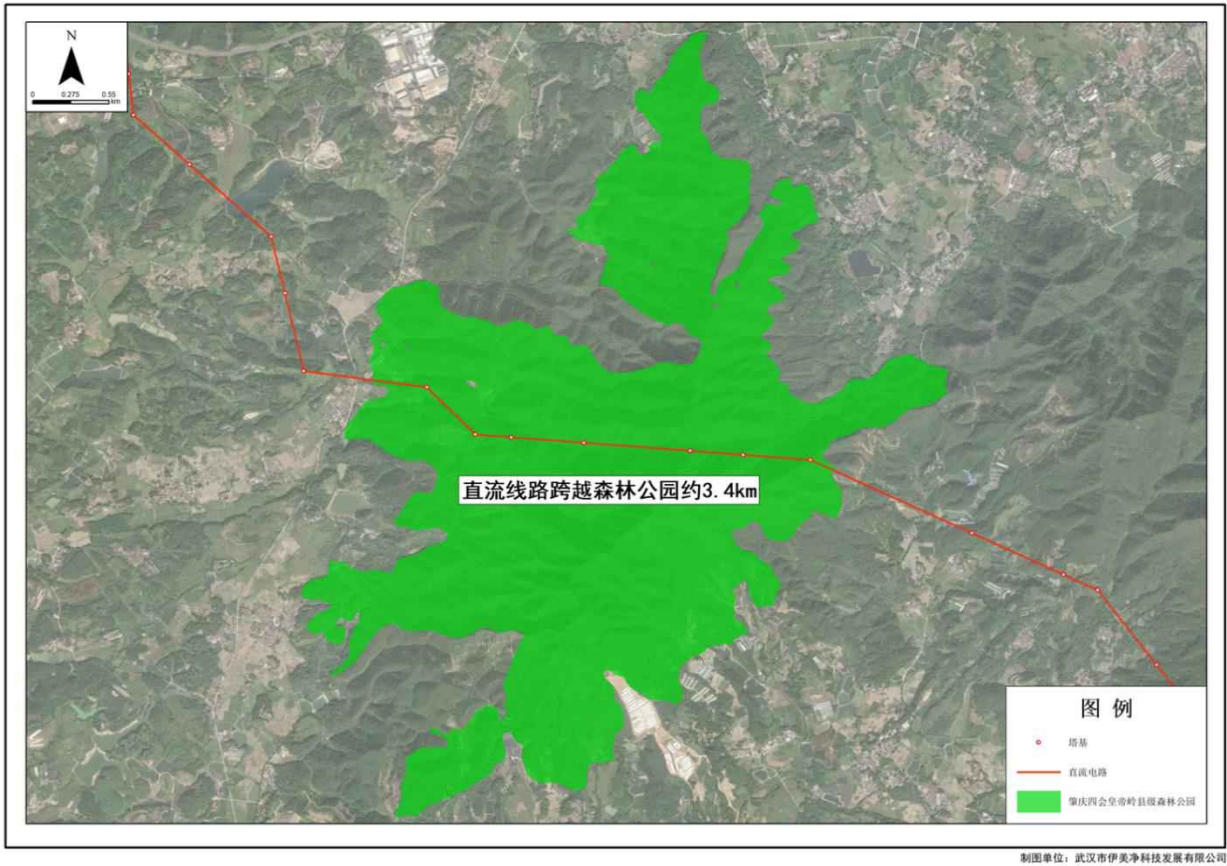 N
0 0.275 0.55
km
直流线路跨越森林公园约3.4km
图 例
塔基
直流电路
肇庆四会皇帝岭县级森林公园
制图单位：武汉市伊美净科技发展有限公司